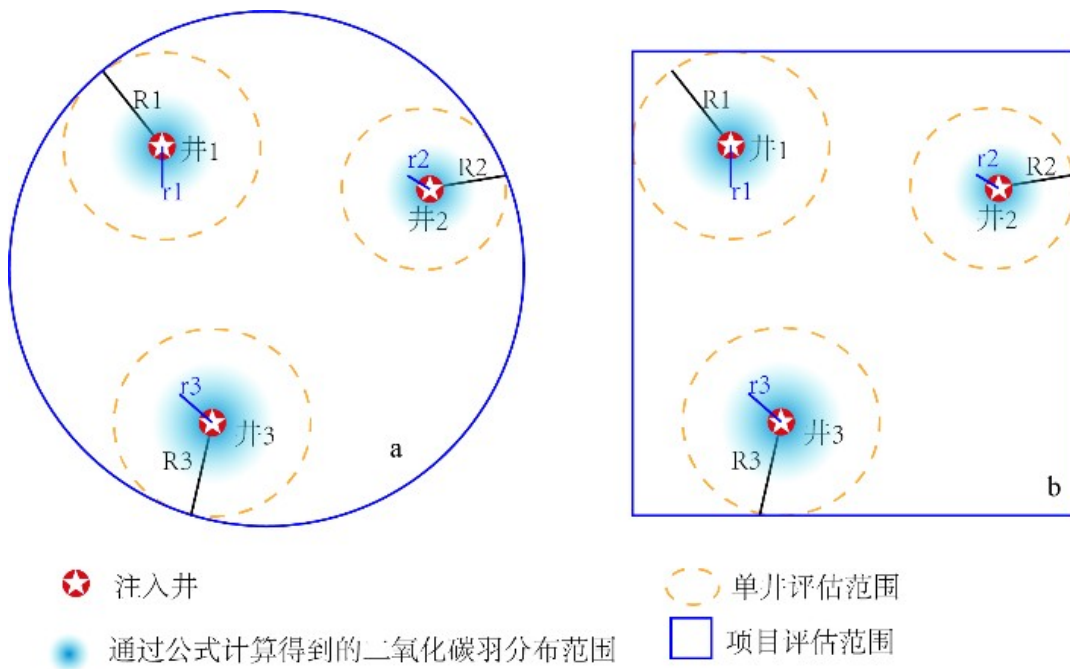 R1
井1
r1
r2
R2
井2
r3
井3
R3
a
R1
井1
r1
r2
R2
井2
r3
井3
R3
b
注入井
单井评估范围
通过公式计算得到的二氧化碳羽分布范围
项目评估范围